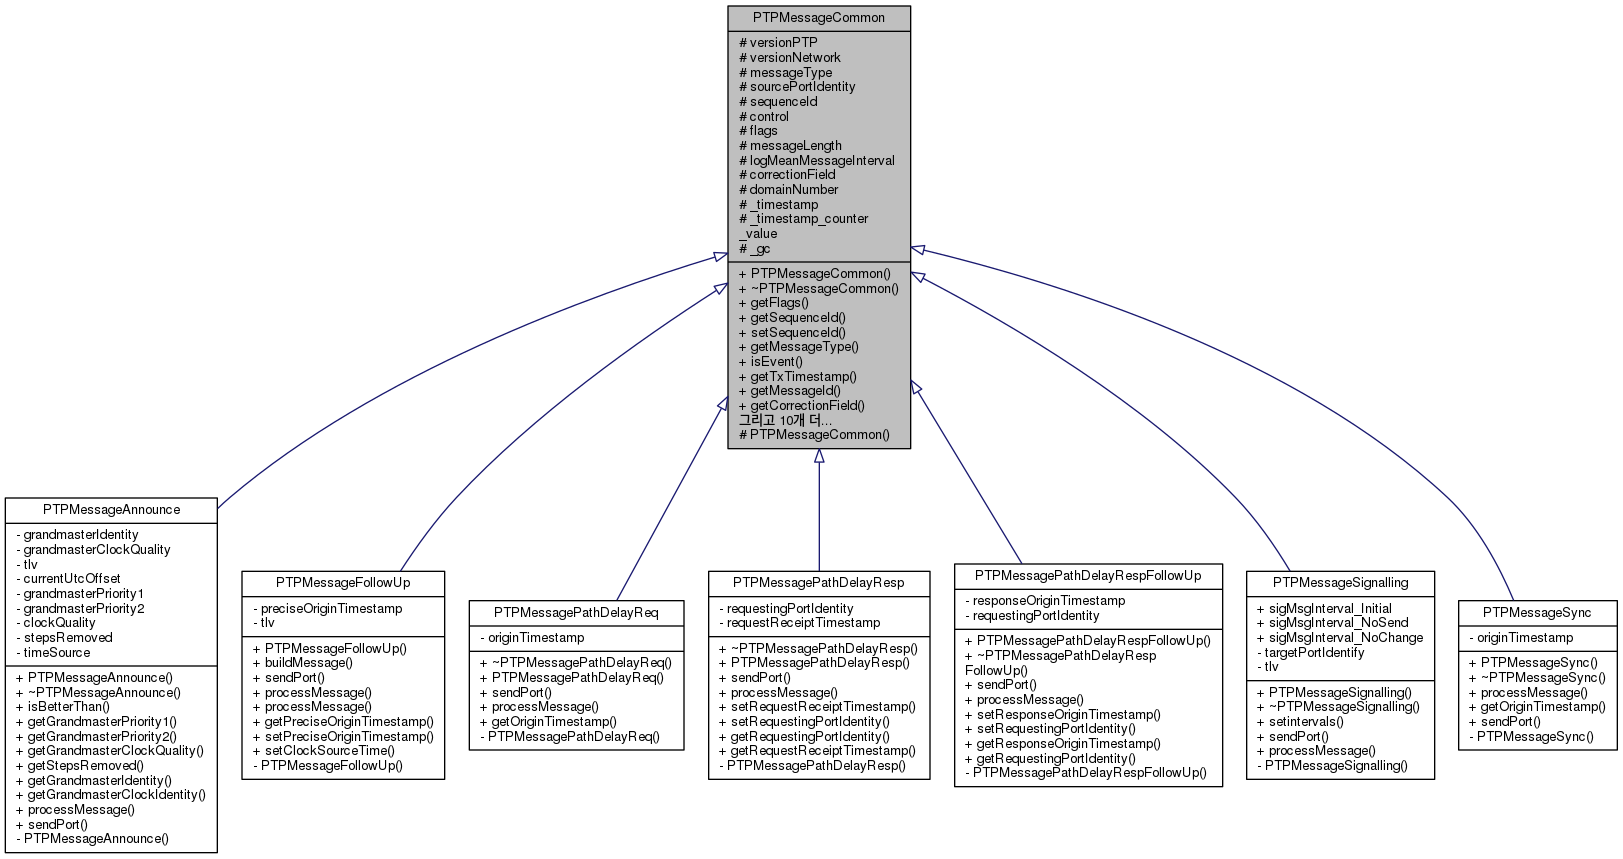 PTPMessageCommon
# versionPTP
# versionNetwork
# messageType
# sourcePortIdentity
# sequenceId
# control
# flags
# messageLength
# logMeanMessageInterval
# correctionField
# domainNumber
# _timestamp
# _timestamp_counter
_value
# _gc
+ PTPMessageCommon()
+ ~PTPMessageCommon()
+ getFlags()
+ getSequenceId()
+ setSequenceId()
+ getMessageType()
+ isEvent()
+ getTxTimestamp()
+ getMessageId()
+ getCorrectionField()
그리고 10개 더...
# PTPMessageCommon()
PTPMessageAnnounce
- grandmasterIdentity
- grandmasterClockQuality
- tlv
- currentUtcOffset
- grandmasterPriority1
- grandmasterPriority2
- clockQuality
- stepsRemoved
- timeSource
+ PTPMessageAnnounce()
+ ~PTPMessageAnnounce()
+ isBetterThan()
+ getGrandmasterPriority1()
+ getGrandmasterPriority2()
+ getGrandmasterClockQuality()
+ getStepsRemoved()
+ getGrandmasterIdentity()
+ getGrandmasterClockIdentity()
+ processMessage()
+ sendPort()
- PTPMessageAnnounce()
PTPMessageFollowUp
- preciseOriginTimestamp
- tlv
+ PTPMessageFollowUp()
+ buildMessage()
+ sendPort()
+ processMessage()
+ processMessage()
+ getPreciseOriginTimestamp()
+ setPreciseOriginTimestamp()
+ setClockSourceTime()
- PTPMessageFollowUp()
PTPMessagePathDelayReq
- originTimestamp
+ ~PTPMessagePathDelayReq()
+ PTPMessagePathDelayReq()
+ sendPort()
+ processMessage()
+ getOriginTimestamp()
- PTPMessagePathDelayReq()
PTPMessagePathDelayResp
- requestingPortIdentity
- requestReceiptTimestamp
+ ~PTPMessagePathDelayResp()
+ PTPMessagePathDelayResp()
+ sendPort()
+ processMessage()
+ setRequestReceiptTimestamp()
+ setRequestingPortIdentity()
+ getRequestingPortIdentity()
+ getRequestReceiptTimestamp()
- PTPMessagePathDelayResp()
PTPMessagePathDelayRespFollowUp
- responseOriginTimestamp
- requestingPortIdentity
+ PTPMessagePathDelayRespFollowUp()
+ ~PTPMessagePathDelayResp
FollowUp()
+ sendPort()
+ processMessage()
+ setResponseOriginTimestamp()
+ setRequestingPortIdentity()
+ getResponseOriginTimestamp()
+ getRequestingPortIdentity()
- PTPMessagePathDelayRespFollowUp()
PTPMessageSignalling
+ sigMsgInterval_Initial
+ sigMsgInterval_NoSend
+ sigMsgInterval_NoChange
- targetPortIdentify
- tlv
+ PTPMessageSignalling()
+ ~PTPMessageSignalling()
+ setintervals()
+ sendPort()
+ processMessage()
- PTPMessageSignalling()
PTPMessageSync
- originTimestamp
+ PTPMessageSync()
+ ~PTPMessageSync()
+ processMessage()
+ getOriginTimestamp()
+ sendPort()
- PTPMessageSync()